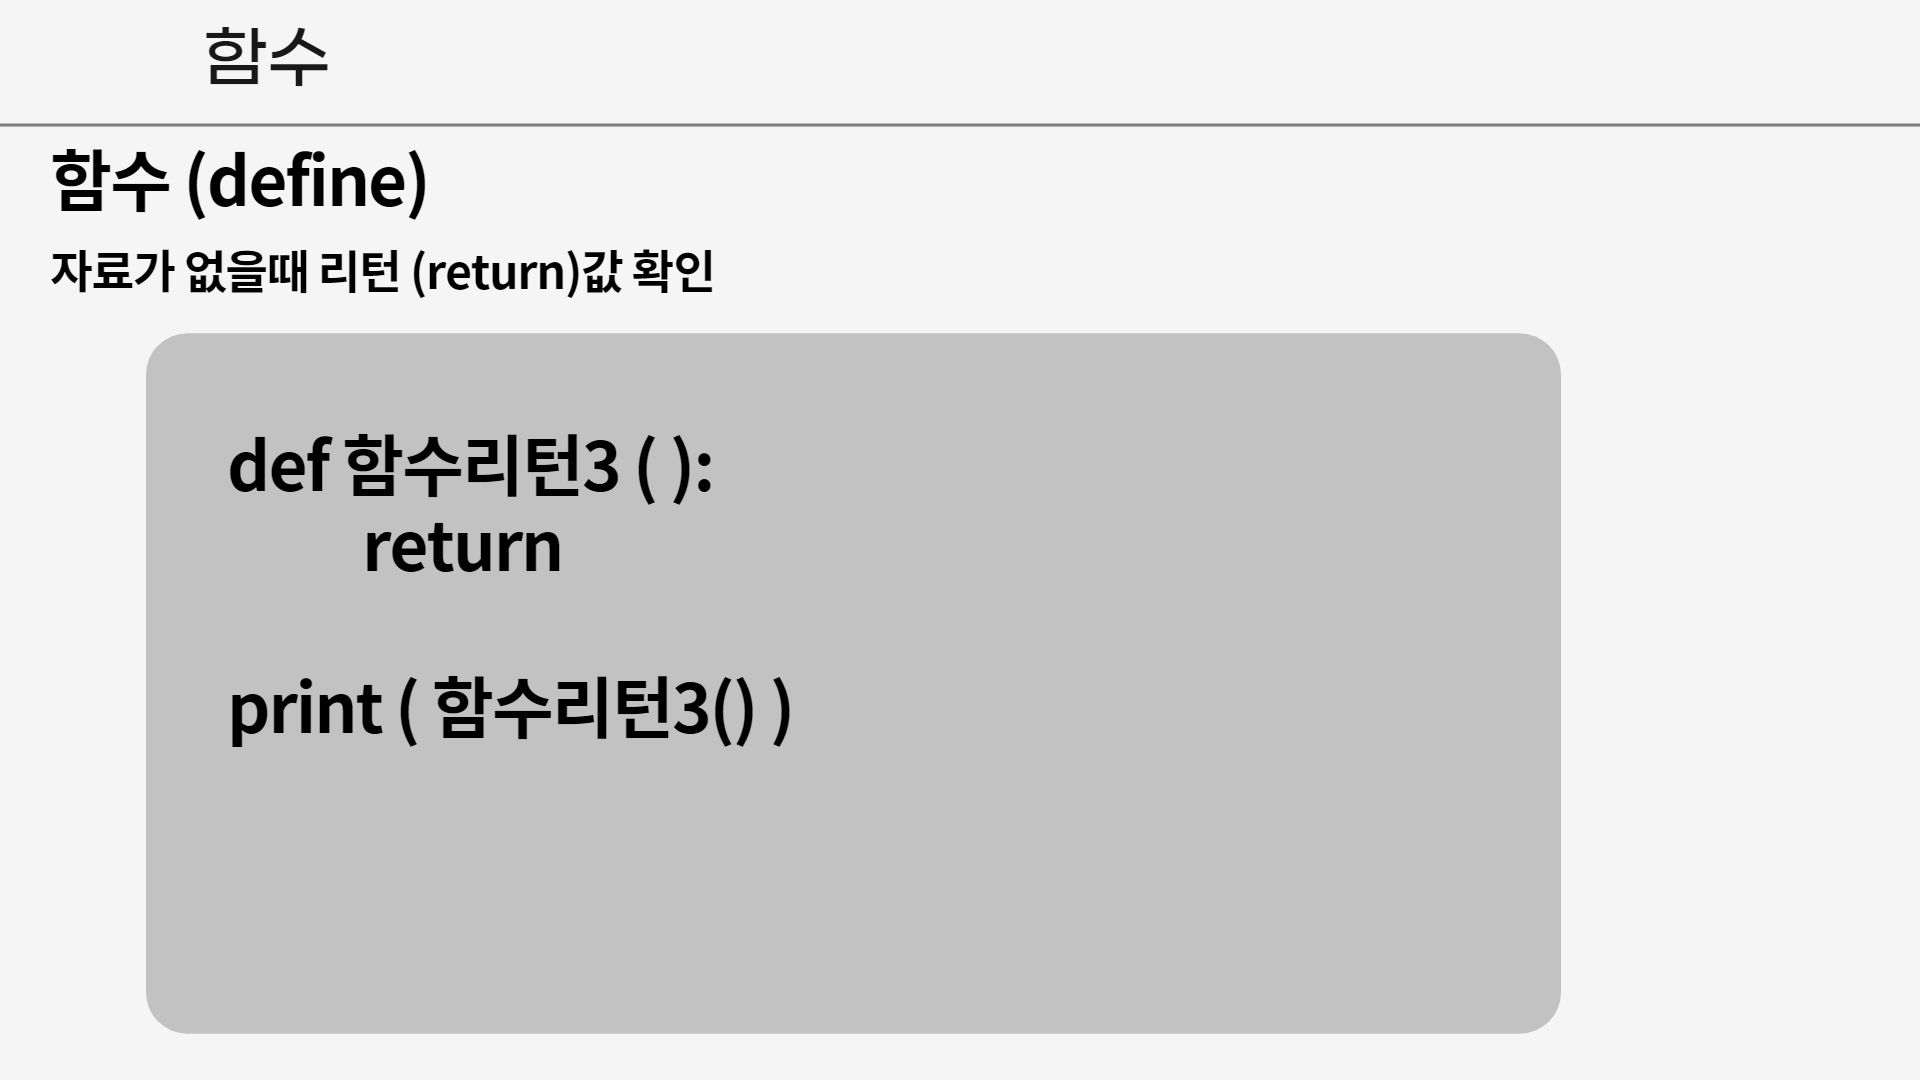 함수
함수 (define)
자료가 없을때 리턴 (return)값 확인
def 함수리턴3 ( ):
return
print ( 함수리턴3() )